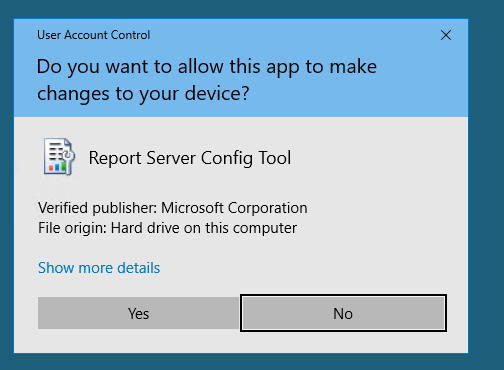 User Account Control
Do you want to allow this app to make
changes to your device?
Report Server Config Tool
Verified publisher: Microsoft Corporation
File origin: Hard drive on this computer
Show more details
Yes
No